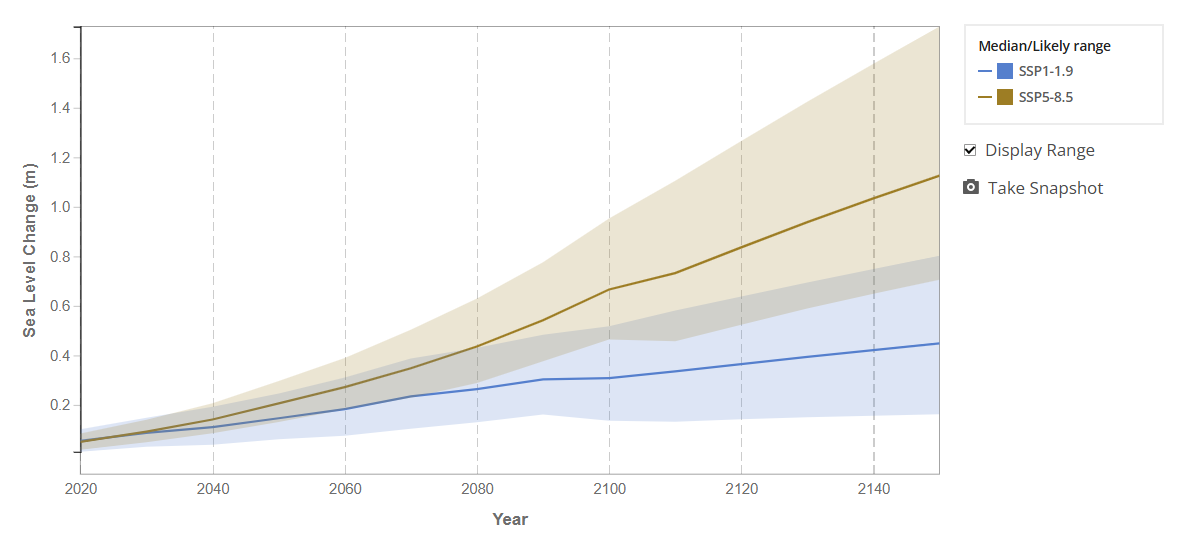 Median/Likely range
SSP1-1.9
SSP5-8.5
Display Range
Take Snapshot
Sea Level Change (m)
1.6
1.4
1.2
1.0
0.8
0.6
0.4
0.2
2020 2040 2060 2080 2100 2120 2140
Year